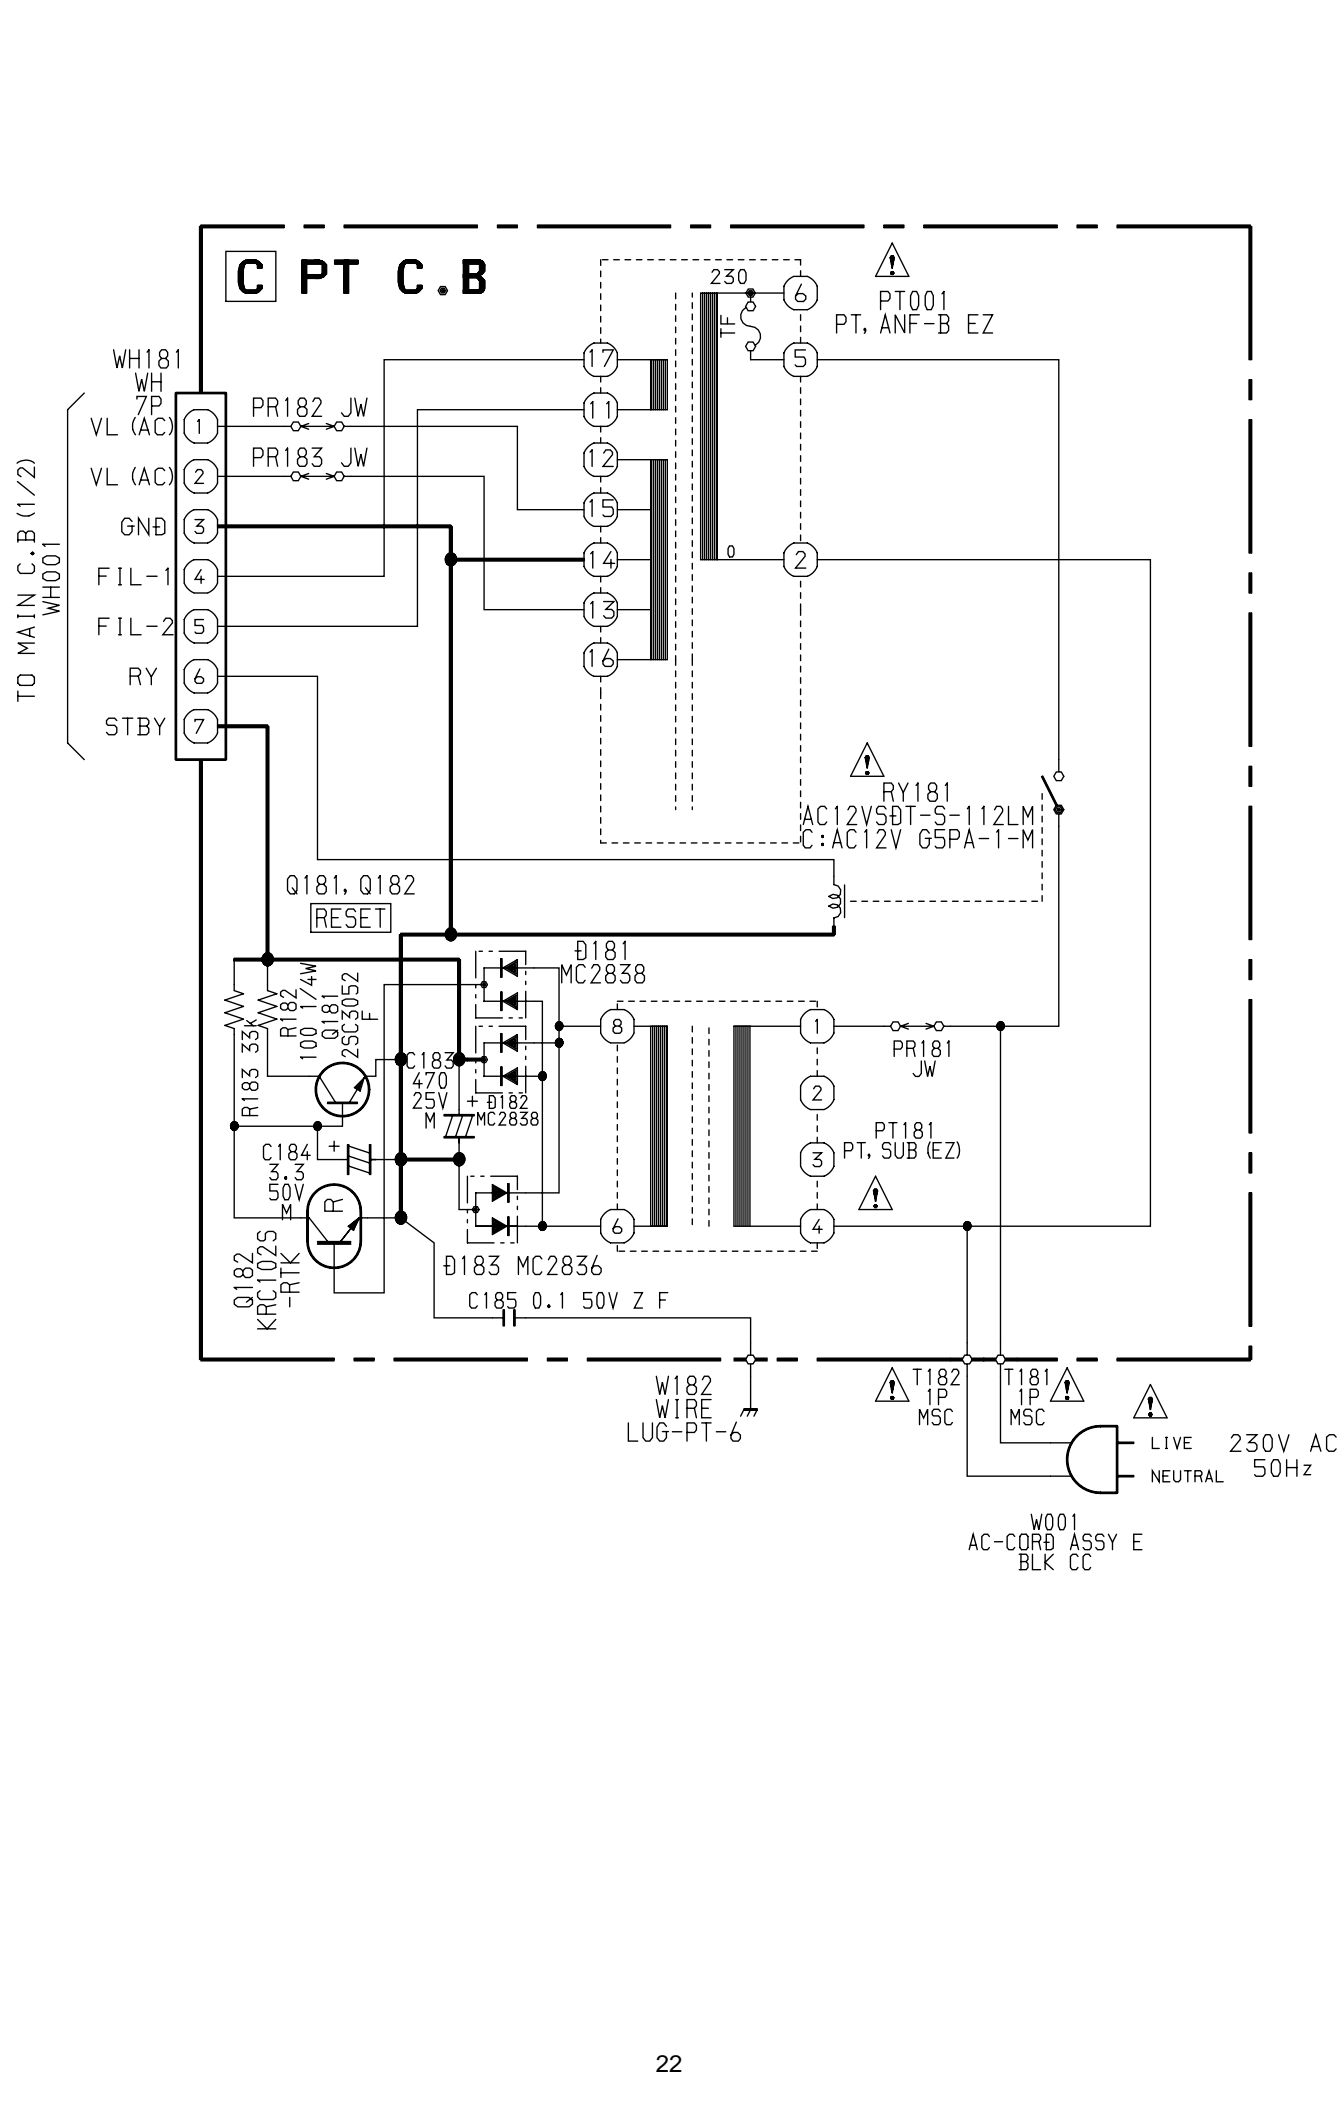 C PT C.B
230
6
PT001
PT, ANF-B EZ
TF
17
5
WH181
WH
7P
11
PR182 JW
VL (AC) 1
12
PR183 JW
VL (AC) 2
15
GND 3
14
0
2
FIL-1 4
13
FIL-2 5
16
RY 6
STBY 7
TO MAIN C.B (1/2)
WH001
RY181
AC12VSDT-S-112LM
C:AC12V G5PA-1-M
Q181, Q182
RESET
D181
MC2838
R183 33K
R182
100 1/4W
Q181
2SC3052
F
8
1
PR181
JW
C183
470
25V
M
+
D182
MC2838
2
PT181
PT, SUB (EZ)
3
C184
3.3
50V
M
+
R
6
4
D183 MC2836
Q182
KRC102S
-RTK
C185 0.1 50V Z F
W182
WIRE
LUG-PT-6
T182
1P
MSC
T181
1P
MSC
LIVE
NEUTRAL
230V AC
50Hz
W001
AC-CORD ASSY E
BLK CC
22